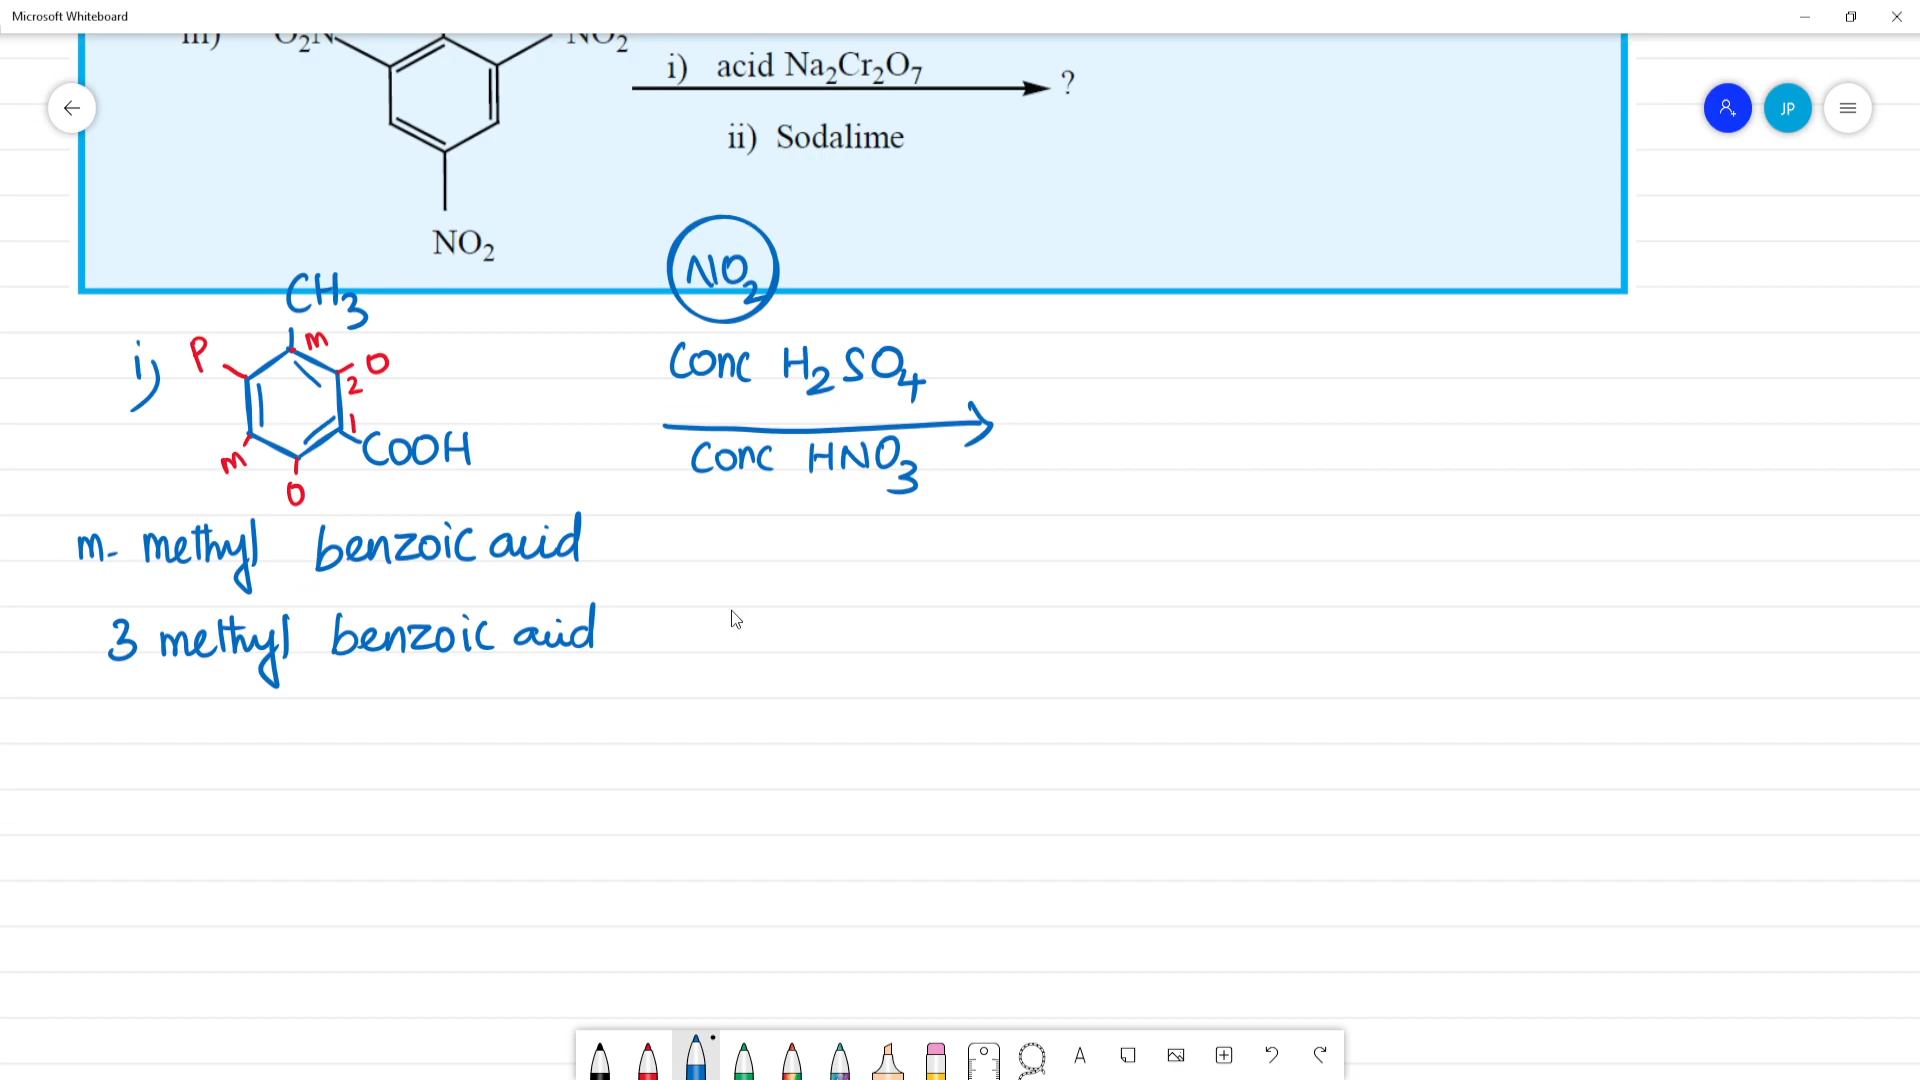 Microsoft Whiteboard
iii) O₂N NO₂
i) acid Na₂Cr₂O₇ ?
ii) Sodalime
NO₂
NO₂
CH₃
i) P m O
2
Conc H₂SO₄
1
COOH
m
Conc HNO₃
O
m- methyl benzoic acid
3 methyl benzoic acid
JP
A